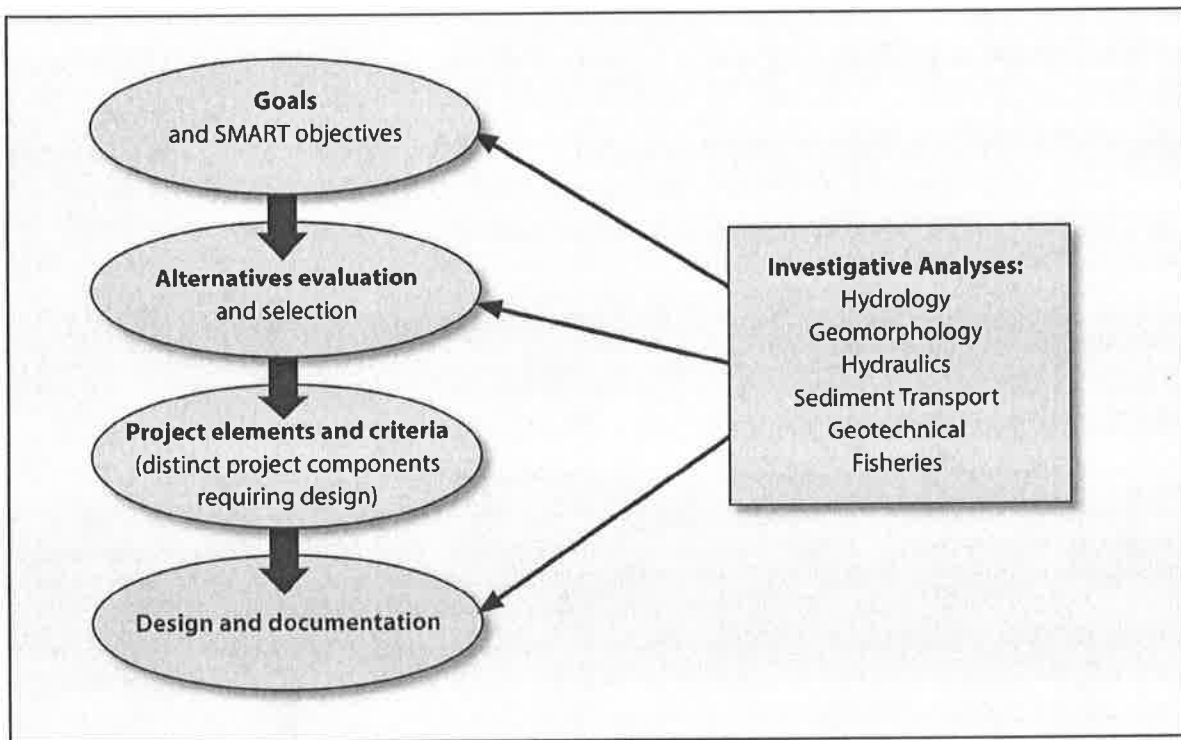 Goals
and SMART objectives
Alternatives evaluation
and selection
Project elements and criteria
(distinct project components
requiring design)
Design and documentation
Investigative Analyses:
Hydrology
Geomorphology
Hydraulics
Sediment Transport
Geotechnical
Fisheries